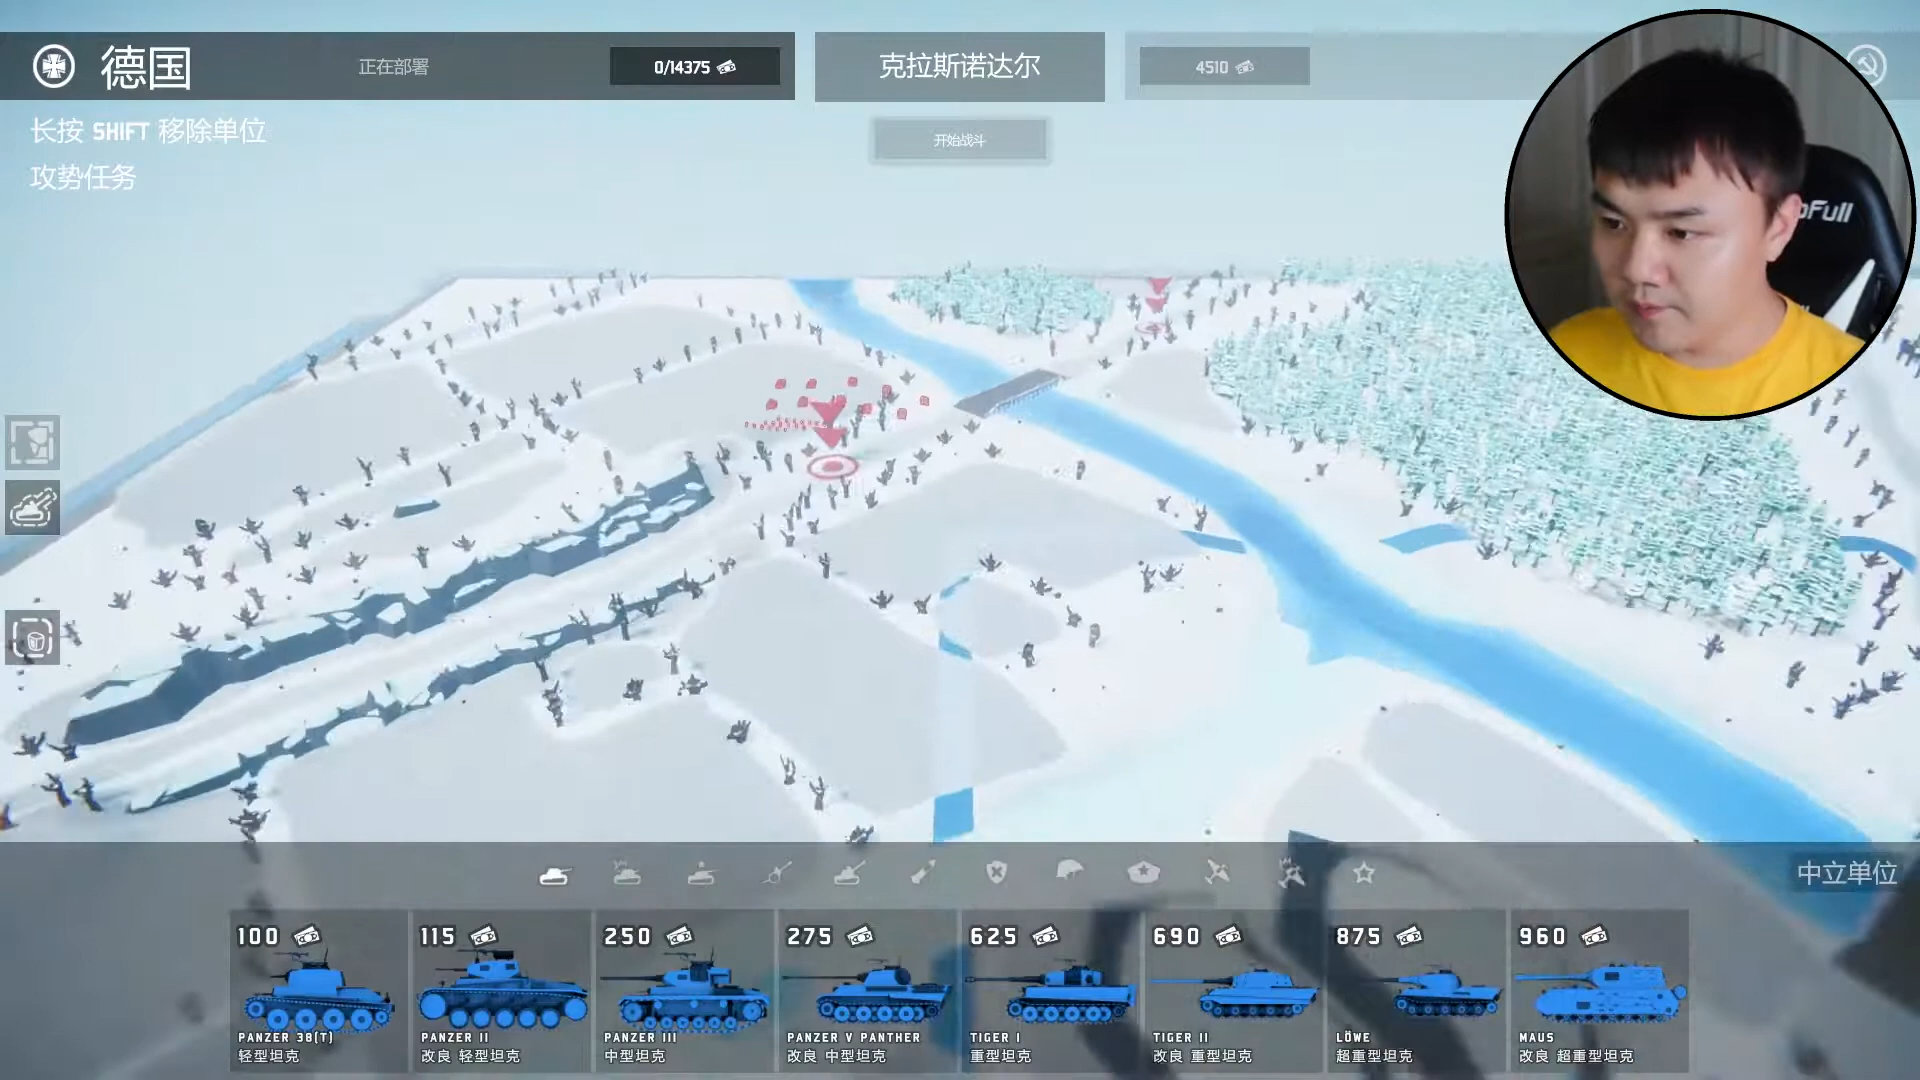 德国
正在部署
0/14375
克拉斯诺达尔
4510
长按 SHIFT 移除单位
攻势任务
开始战斗
中立单位
100
PANZER 38(T)
轻型坦克
115
PANZER II
改良 轻型坦克
250
PANZER III
中型坦克
275
PANZER V PANTHER
改良 中型坦克
625
TIGER I
重型坦克
690
TIGER II
改良 重型坦克
875
LÖWE
超重型坦克
960
MAUS
改良 超重型坦克